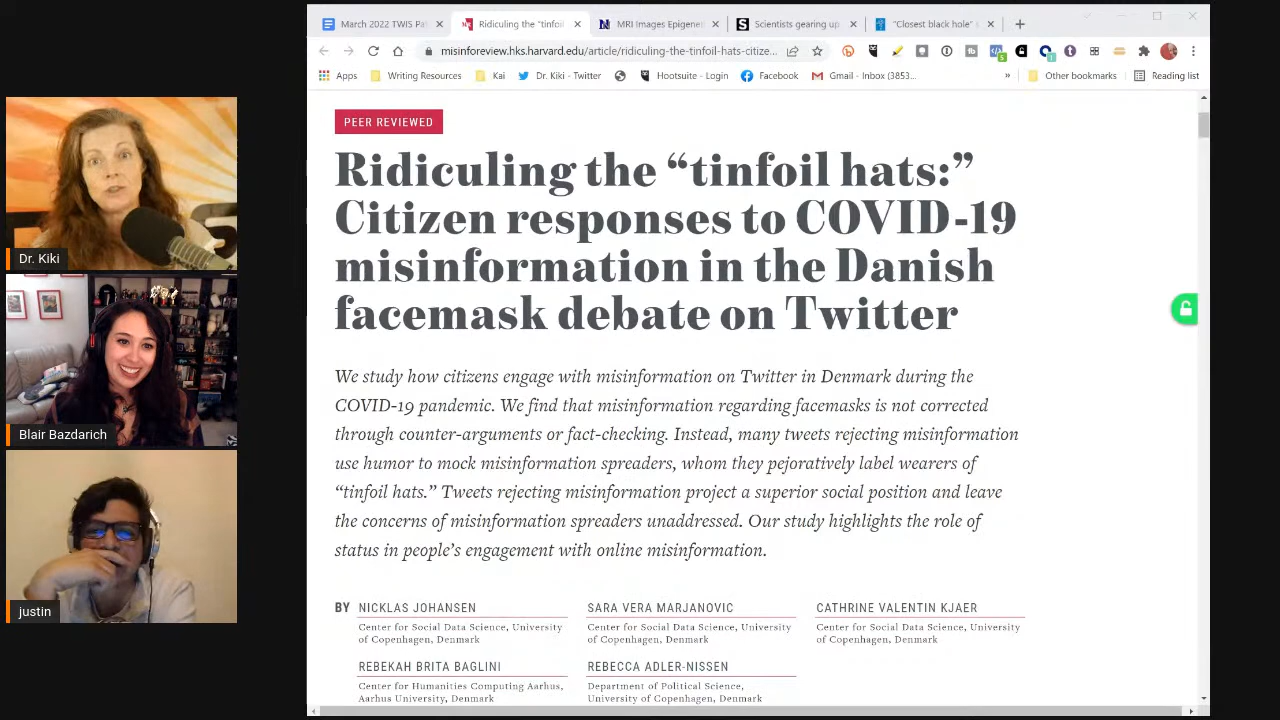 March 2022 TWIS Pa
Ridiculing the "tinfoil
MRI Images Epigenet
Scientists gearing up
"Closest black hole"
misinforeview.hks.harvard.edu/article/ridiculing-the-tinfoil-hats-citize...
Apps
Writing Resources
Kai
Dr. Kiki - Twitter
Hootsuite - Login
Facebook
Gmail - Inbox (3853...
»
Other bookmarks
Reading list
PEER REVIEWED
Ridiculing the “tinfoil hats:”
Citizen responses to COVID-19
misinformation in the Danish
facemask debate on Twitter
We study how citizens engage with misinformation on Twitter in Denmark during the
COVID-19 pandemic. We find that misinformation regarding facemasks is not corrected
through counter-arguments or fact-checking. Instead, many tweets rejecting misinformation
use humor to mock misinformation spreaders, whom they pejoratively label wearers of
“tinfoil hats.” Tweets rejecting misinformation project a superior social position and leave
the concerns of misinformation spreaders unaddressed. Our study highlights the role of
status in people’s engagement with online misinformation.
BY NICKLAS JOHANSEN
Center for Social Data Science, University
of Copenhagen, Denmark
SARA VERA MARJANOVIC
Center for Social Data Science, University
of Copenhagen, Denmark
CATHRINE VALENTIN KJAER
Center for Social Data Science, University
of Copenhagen, Denmark
REBEKAH BRITA BAGLINI
Center for Humanities Computing Aarhus,
Aarhus University, Denmark
REBECCA ADLER-NISSEN
Department of Political Science,
University of Copenhagen, Denmark
Dr. Kiki
Blair Bazdarich
justin